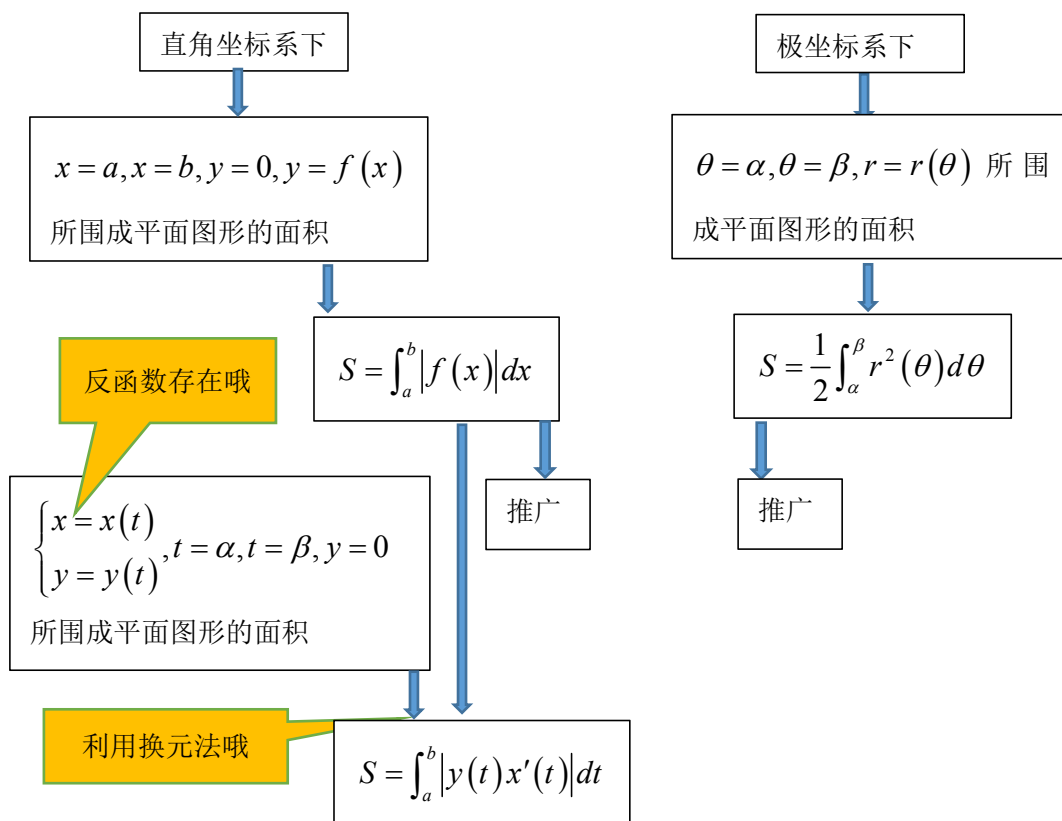 直角坐标系下
x = a, x = b, y = 0, y = f(x)
所围成平面图形的面积
S = ∫_a^b |f(x)| dx
反函数存在哦
推广
{x = x(t)
{y = y(t) , t = α, t = β, y = 0
所围成平面图形的面积
利用换元法哦
S = ∫_a^b |y(t) x′(t)| dt
极坐标系下
θ = α, θ = β, r = r(θ) 所 围
成平面图形的面积
S = 1/2 ∫_α^β r²(θ) dθ
推广